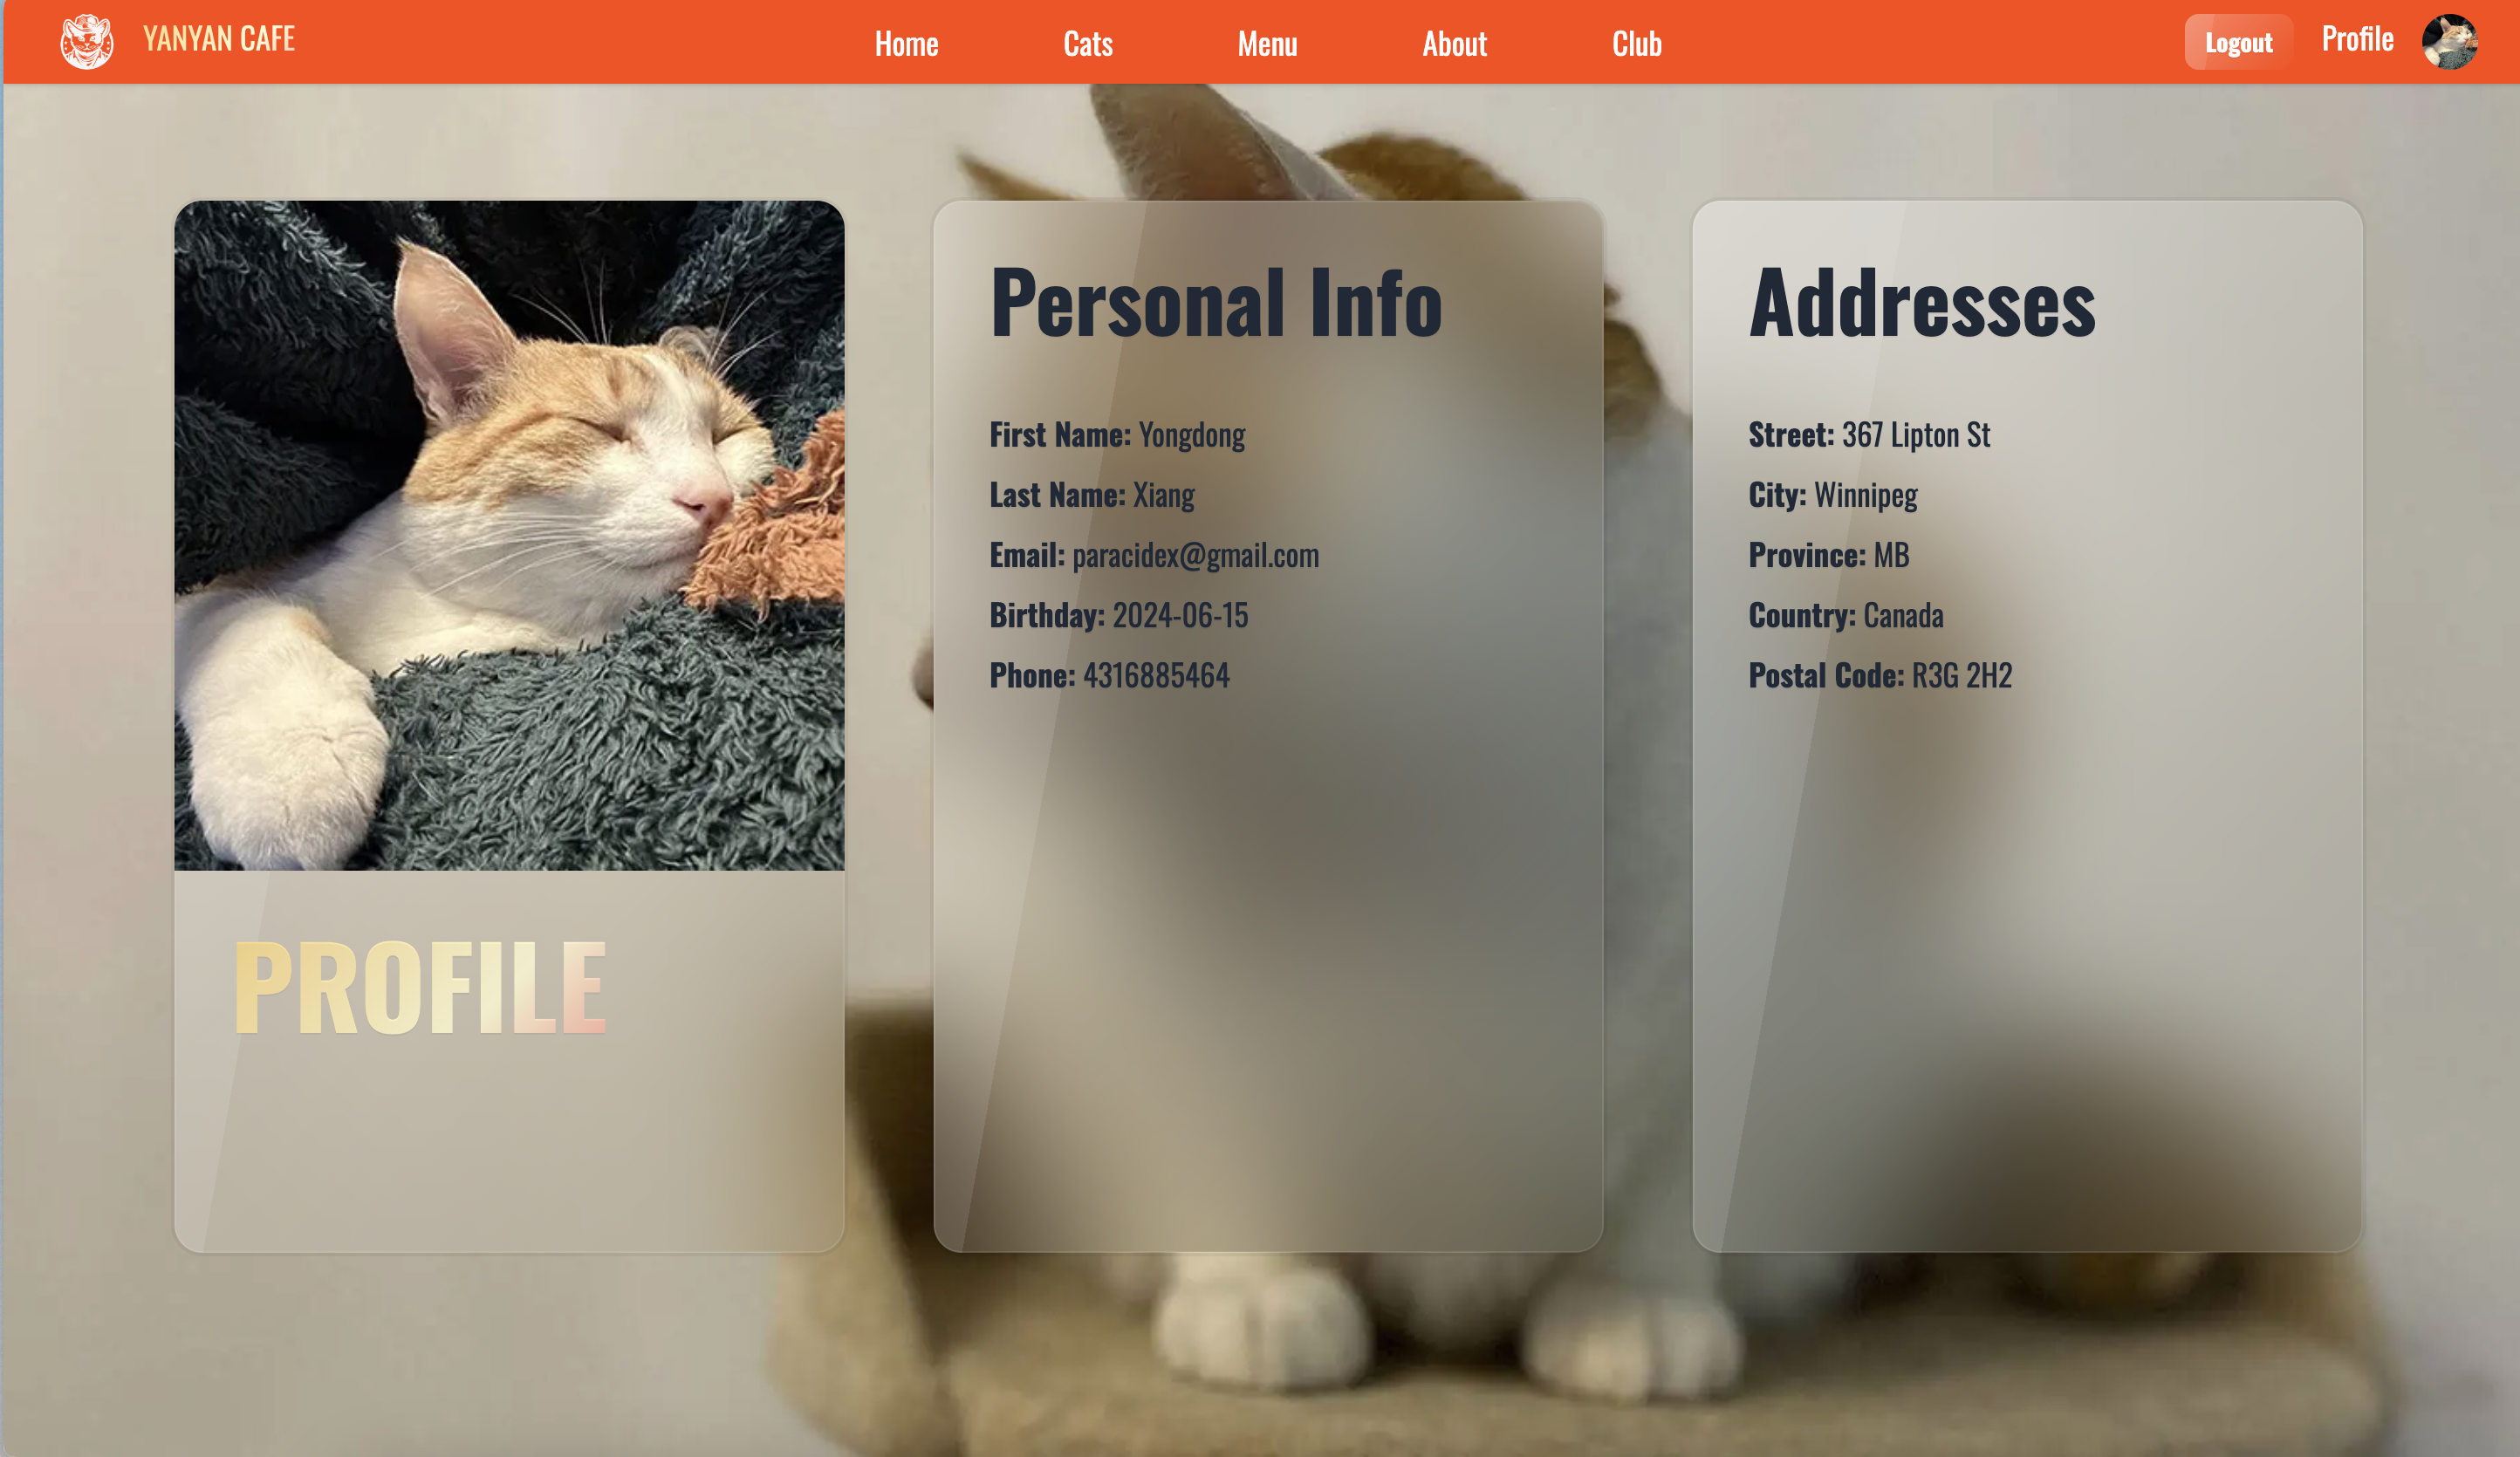 YANYAN CAFE
Home
Cats
Menu
About
Club
Logout
Profile
PROFILE
Personal Info
First Name: Yongdong
Last Name: Xiang
Email: paracidex@gmail.com
Birthday: 2024-06-15
Phone: 4316885464
Addresses
Street: 367 Lipton St
City: Winnipeg
Province: MB
Country: Canada
Postal Code: R3G 2H2